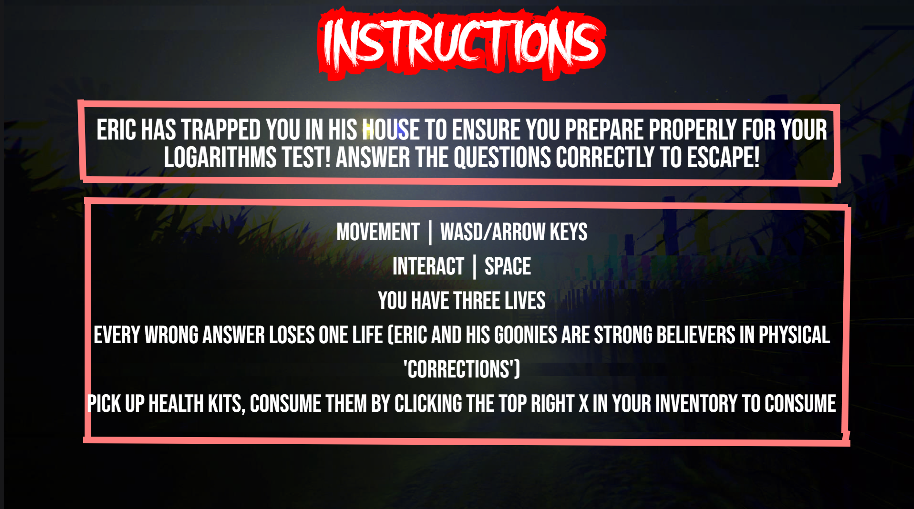 INSTRUCTIONS
ERIC HAS TRAPPED YOU IN HIS HOUSE TO ENSURE YOU PREPARE PROPERLY FOR YOUR
LOGARITHMS TEST! ANSWER THE QUESTIONS CORRECTLY TO ESCAPE!
MOVEMENT | WASD/ARROW KEYS
INTERACT | SPACE
YOU HAVE THREE LIVES
EVERY WRONG ANSWER LOSES ONE LIFE (ERIC AND HIS GOONIES ARE STRONG BELIEVERS IN PHYSICAL
'CORRECTIONS')
PICK UP HEALTH KITS, CONSUME THEM BY CLICKING THE TOP RIGHT X IN YOUR INVENTORY TO CONSUME